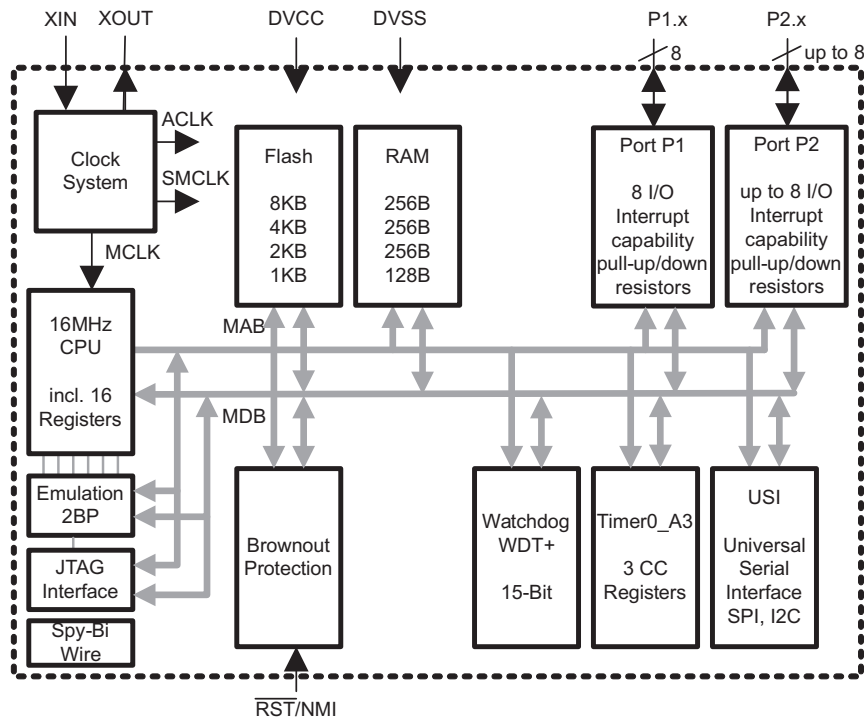 XIN
XOUT
DVCC
DVSS
P1.x
P2.x
8
up to 8
ACLK
SMCLK
MCLK
Clock
System
Flash
8KB
4KB
2KB
1KB
RAM
256B
256B
256B
128B
Port P1
8 I/O
Interrupt
capability
pull-up/down
resistors
Port P2
up to 8 I/O
Interrupt
capability
pull-up/down
resistors
16MHz
CPU
incl. 16
Registers
MAB
MDB
Emulation
2BP
JTAG
Interface
Spy-Bi
Wire
Brownout
Protection
Watchdog
WDT+
15-Bit
Timer0_A3
3 CC
Registers
USI
Universal
Serial
Interface
SPI, I2C
RST/NMI